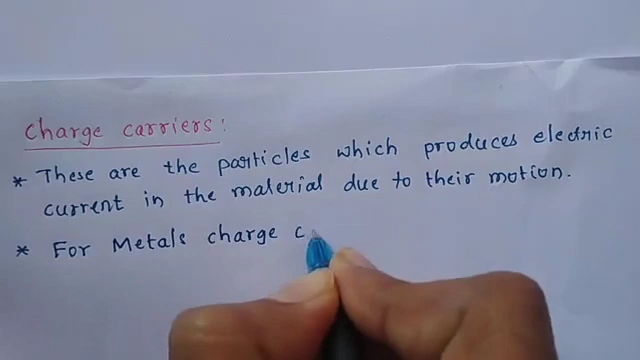 Charge carriers:
* These are the particles which produces electric
current in the material due to their motion.
* For Metals charge c